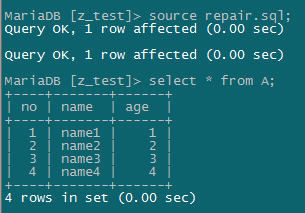 MariaDB [z_test]> source repair.sql;
Query OK, 1 row affected (0.00 sec)

Query OK, 1 row affected (0.00 sec)

MariaDB [z_test]> select * from A;
+----+-------+------+
| no | name  | age  |
+----+-------+------+
|  1 | name1 |    1 |
|  2 | name2 |    2 |
|  3 | name3 |    3 |
|  4 | name4 |    4 |
+----+-------+------+
4 rows in set (0.00 sec)